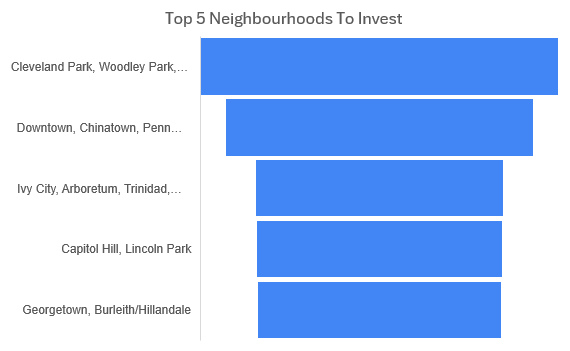 Top 5 Neighbourhoods To Invest
Cleveland Park, Woodley Park,...
Downtown, Chinatown, Penn...
Ivy City, Arboretum, Trinidad,...
Capitol Hill, Lincoln Park
Georgetown, Burleith/Hillandale